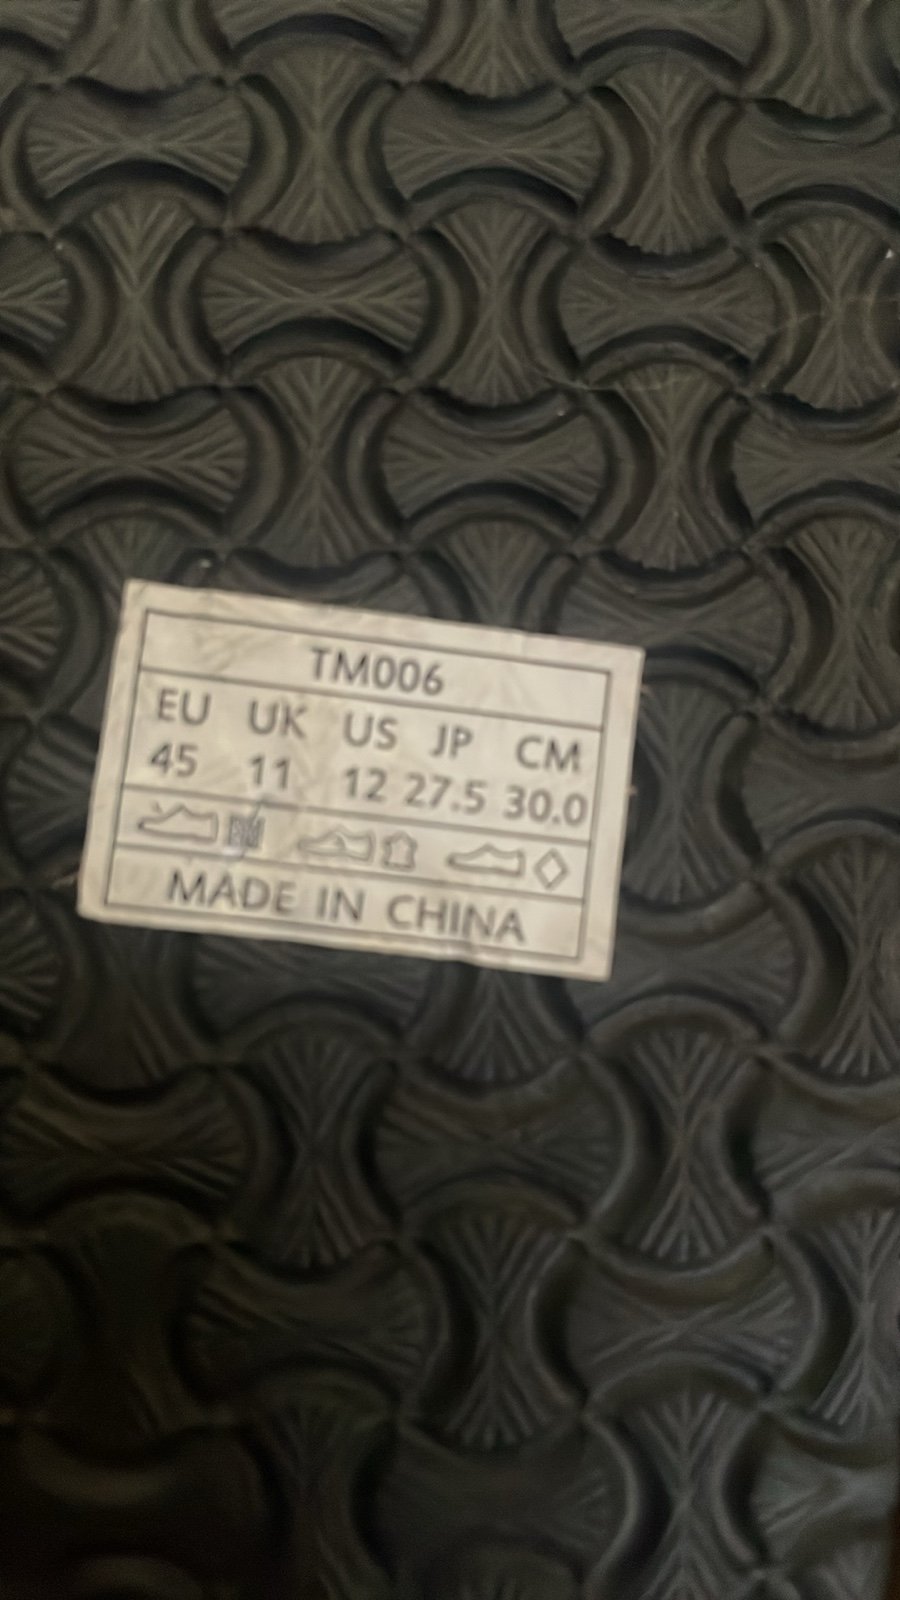 TM006
EU UK US JP CM
45 11 12 27.5 30.0
MADE IN CHINA